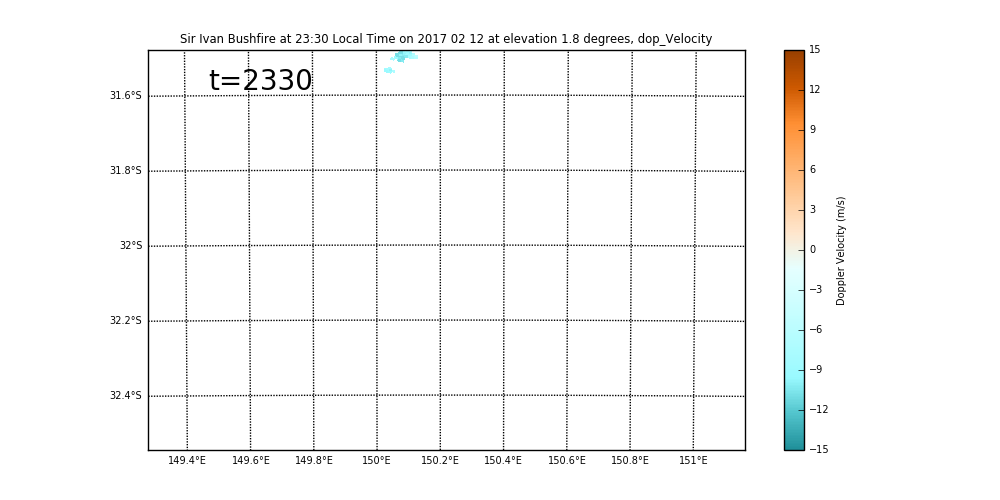 Sir Ivan Bushfire at 23:30 Local Time on 2017 02 12 at elevation 1.8 degrees, dop_Velocity
t=2330
31.6°S
31.8°S
32°S
32.2°S
32.4°S
149.4°E 149.6°E 149.8°E 150°E 150.2°E 150.4°E 150.6°E 150.8°E 151°E
15
12
9
6
3
0
−3
−6
−9
−12
−15
Doppler Velocity (m/s)